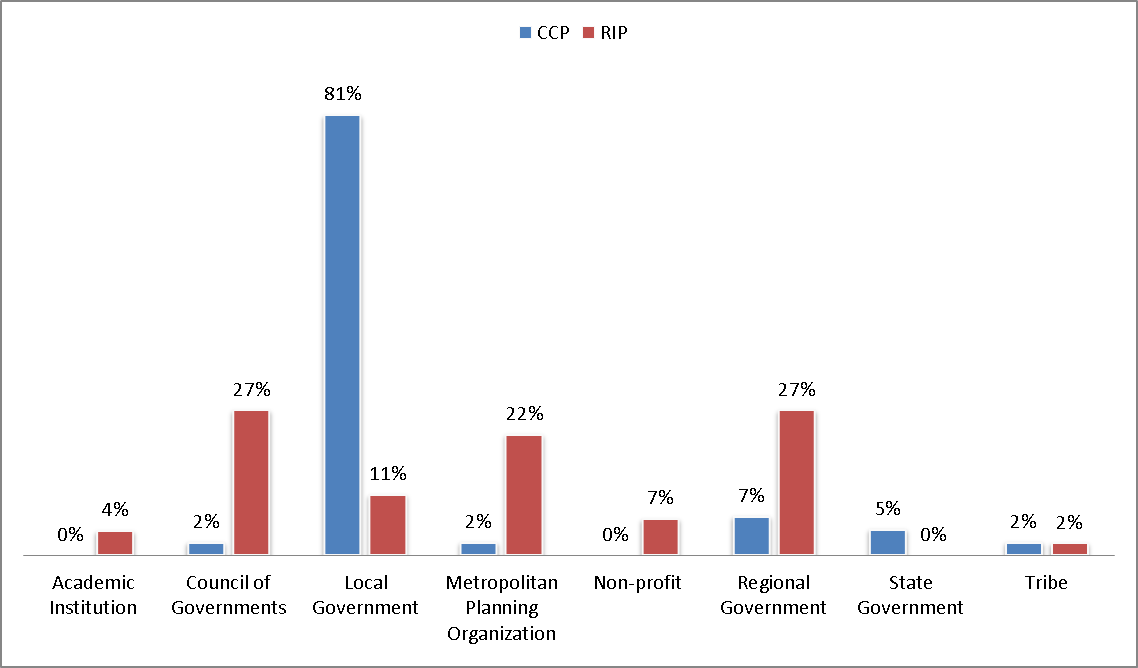 CCP RIP
81%
27% 27%
22%
11%
4% 7% 7% 5%
0% 2% 2% 0% 0% 2% 2%
Academic Institution
Council of Governments
Local Government
Metropolitan Planning Organization
Non-profit
Regional Government
State Government
Tribe